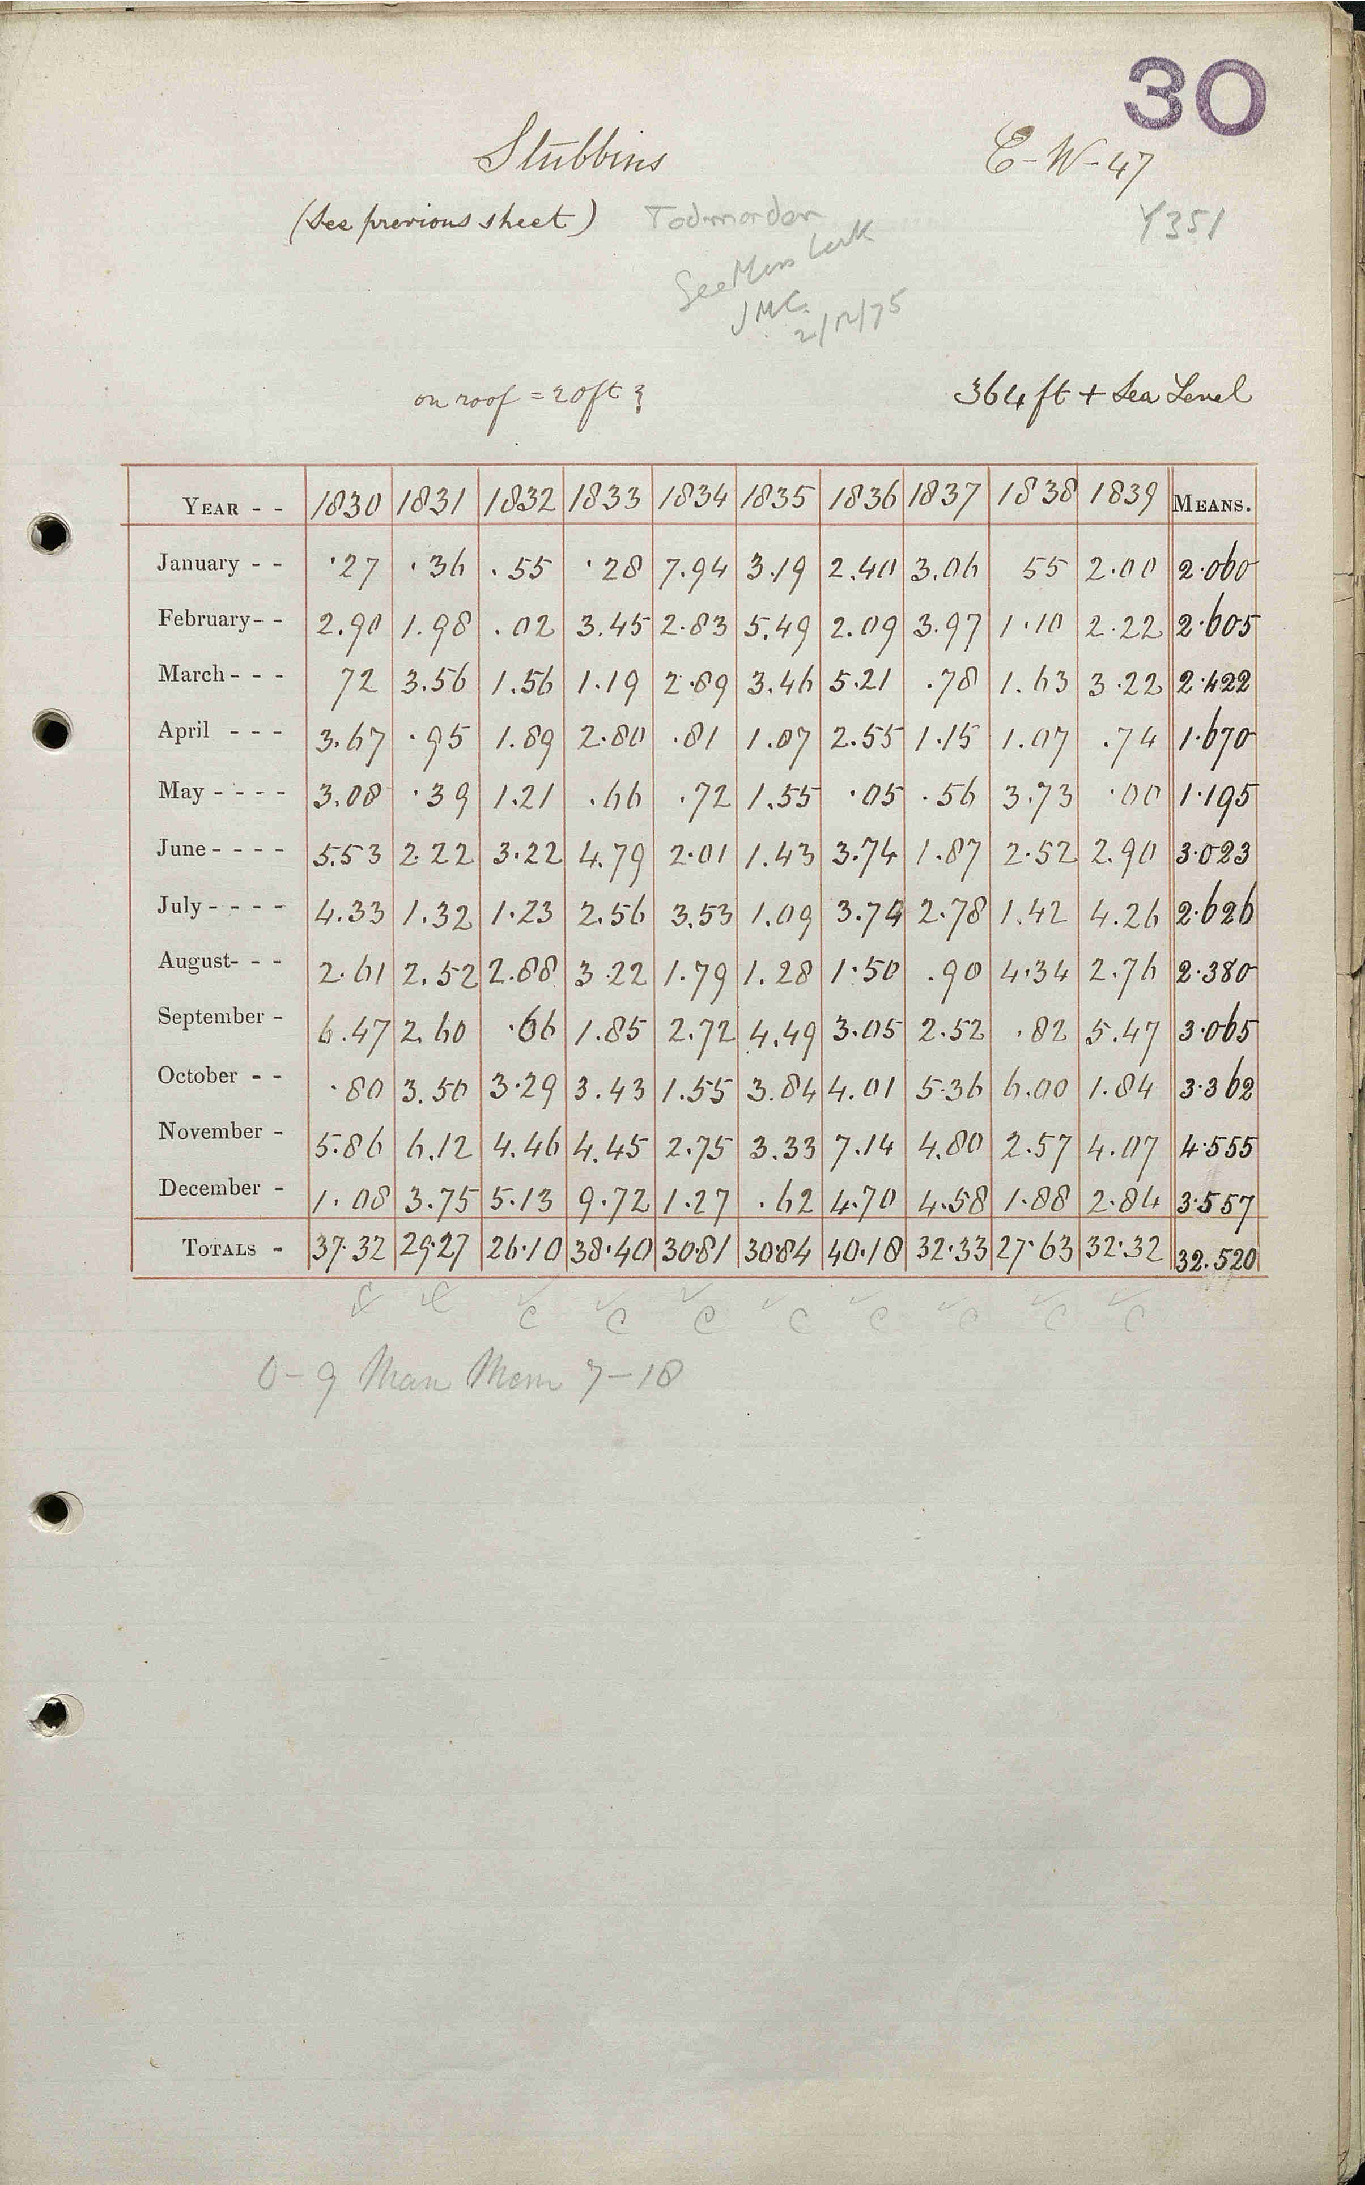 30
Stubbins
E-W-47
(See previous sheet) Todmorden
Y351
See Miss
JMC.
2/12/75
on roof = 20ft
364 ft + Sea Level
YEAR - - 1830 1831 1832 1833 1834 1835 1836 1837 1838 1839 MEANS.
January - - ·27 ·36 .55 ·28 7.94 3.19 2.40 3.06 55 2.00 2·060
February - - 2.90 1.98 .02 3.45 2.83 5.49 2.09 3.97 1.10 2.22 2·605
March - - - 72 3.56 1.56 1.19 2.89 3.46 5.21 .78 1.63 3.22 2·422
April - - - 3.67 ·95 1.89 2.80 .81 1.07 2.55 1.15 1.07 .74 1·670
May - - - - 3.08 ·39 1.21 .66 .72 1.55 ·05 .56 3.73 ·00 1·195
June - - - - 5.53 2.22 3.22 4.79 2.01 1.43 3.74 1.87 2.52 2.90 3·023
July - - - - 4.33 1.32 1.23 2.56 3.53 1.09 3.74 2.78 1.42 4.26 2·626
August - - - 2.61 2.52 2.88 3.22 1.79 1.28 1.50 .90 4.34 2.76 2·380
September - 6.47 2.60 ·66 1.85 2.72 4.49 3.05 2.52 .82 5.47 3·065
October - - ·80 3.50 3.29 3.43 1.55 3.84 4.01 5.36 6.00 1.84 3·362
November - 5.86 6.12 4.46 4.45 2.75 3.33 7.14 4.80 2.57 4.07 4·555
December - 1.08 3.75 5.13 9.72 1.27 .62 4.70 4.58 1.88 2.84 3·557
TOTALS - 37·32 29·27 26·10 38·40 30·81 30·84 40·18 32·33 27·63 32·32 32.520
C C C C C C C C C C
0-9 Man Mem 7-18